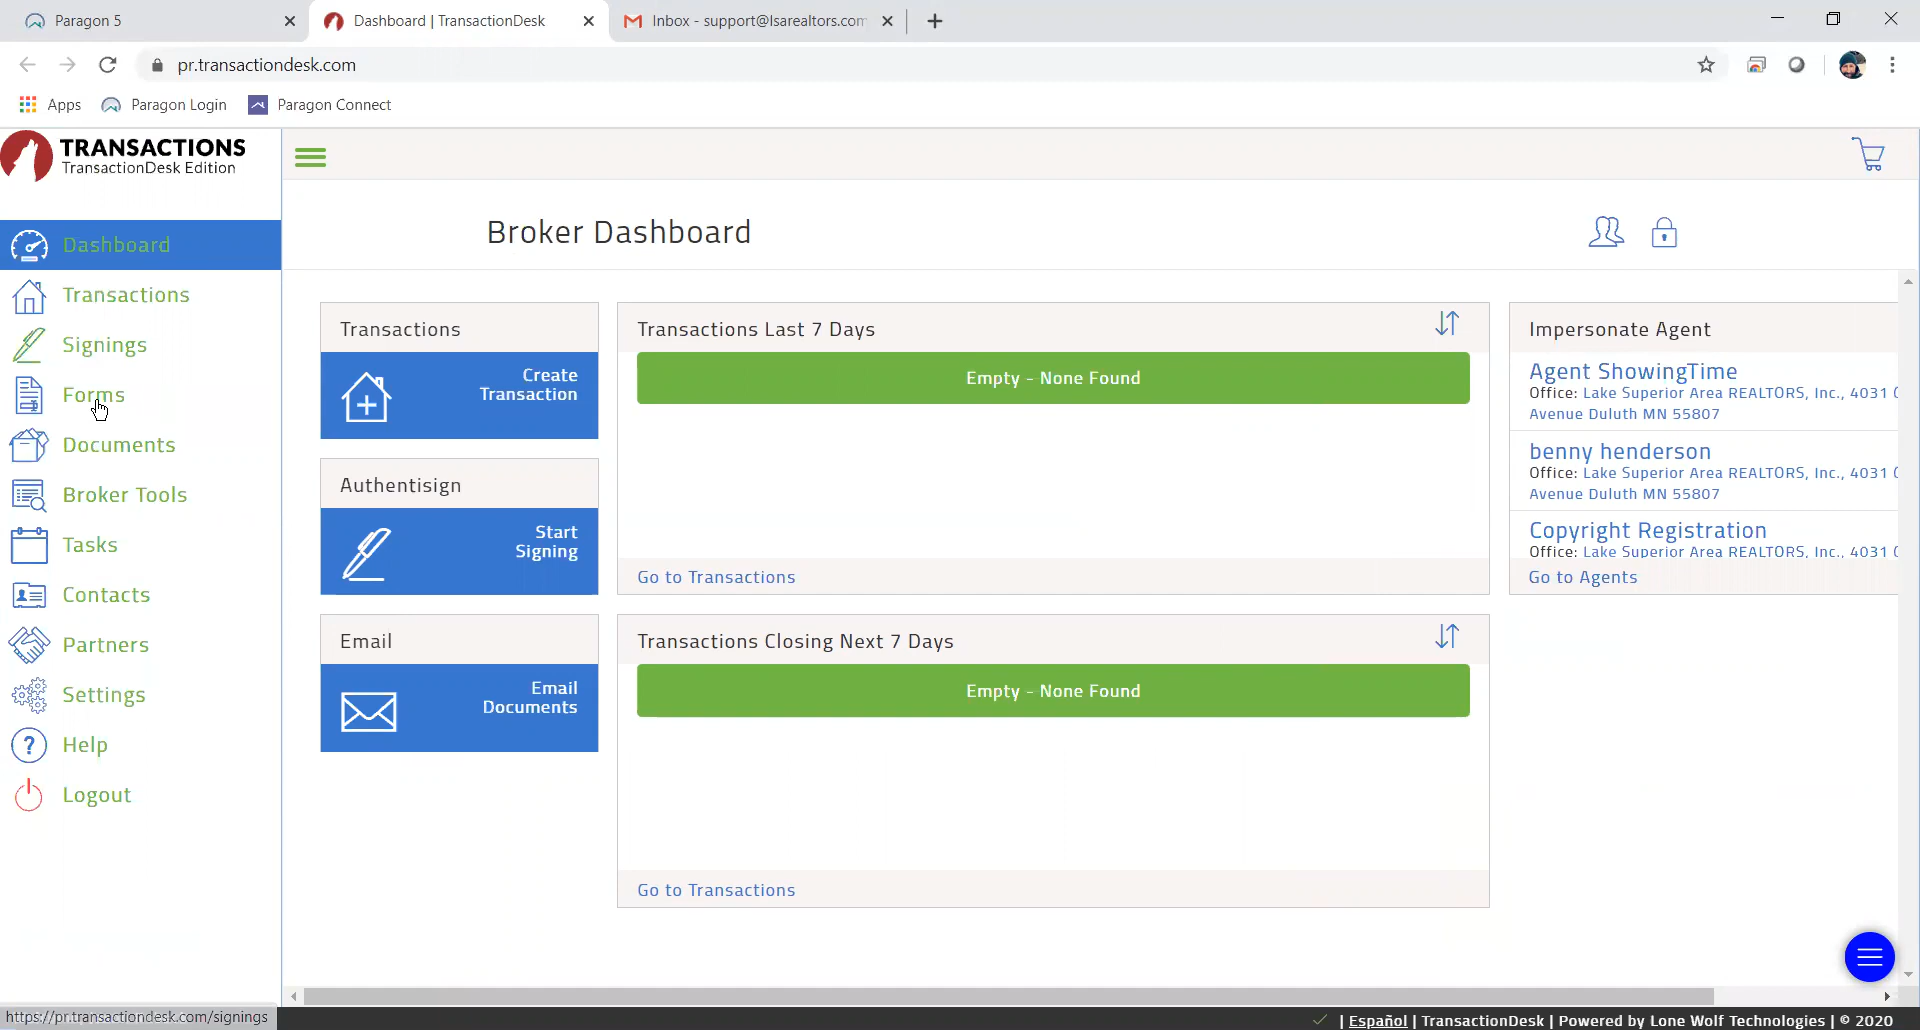 Paragon 5
Dashboard | TransactionDesk
Inbox - support@lsarealtors.com
pr.transactiondesk.com
Apps
Paragon Login
Paragon Connect
TRANSACTIONS
TransactionDesk Edition
Dashboard
Transactions
Signings
Forms
Documents
Broker Tools
Tasks
Contacts
Partners
Settings
Help
Logout
Broker Dashboard
Transactions
Create
Transaction
Authentisign
Start
Signing
Email
Email
Documents
Transactions Last 7 Days
Empty - None Found
Go to Transactions
Transactions Closing Next 7 Days
Empty - None Found
Go to Transactions
Impersonate Agent
Agent ShowingTime
Office: Lake Superior Area REALTORS, Inc., 4031
Avenue Duluth MN 55807
benny henderson
Office: Lake Superior Area REALTORS, Inc., 4031
Avenue Duluth MN 55807
Copyright Registration
Office: Lake Superior Area REALTORS, Inc., 4031
Go to Agents
https://pr.transactiondesk.com/signings
| Español | TransactionDesk | Powered by Lone Wolf Technologies | © 2020